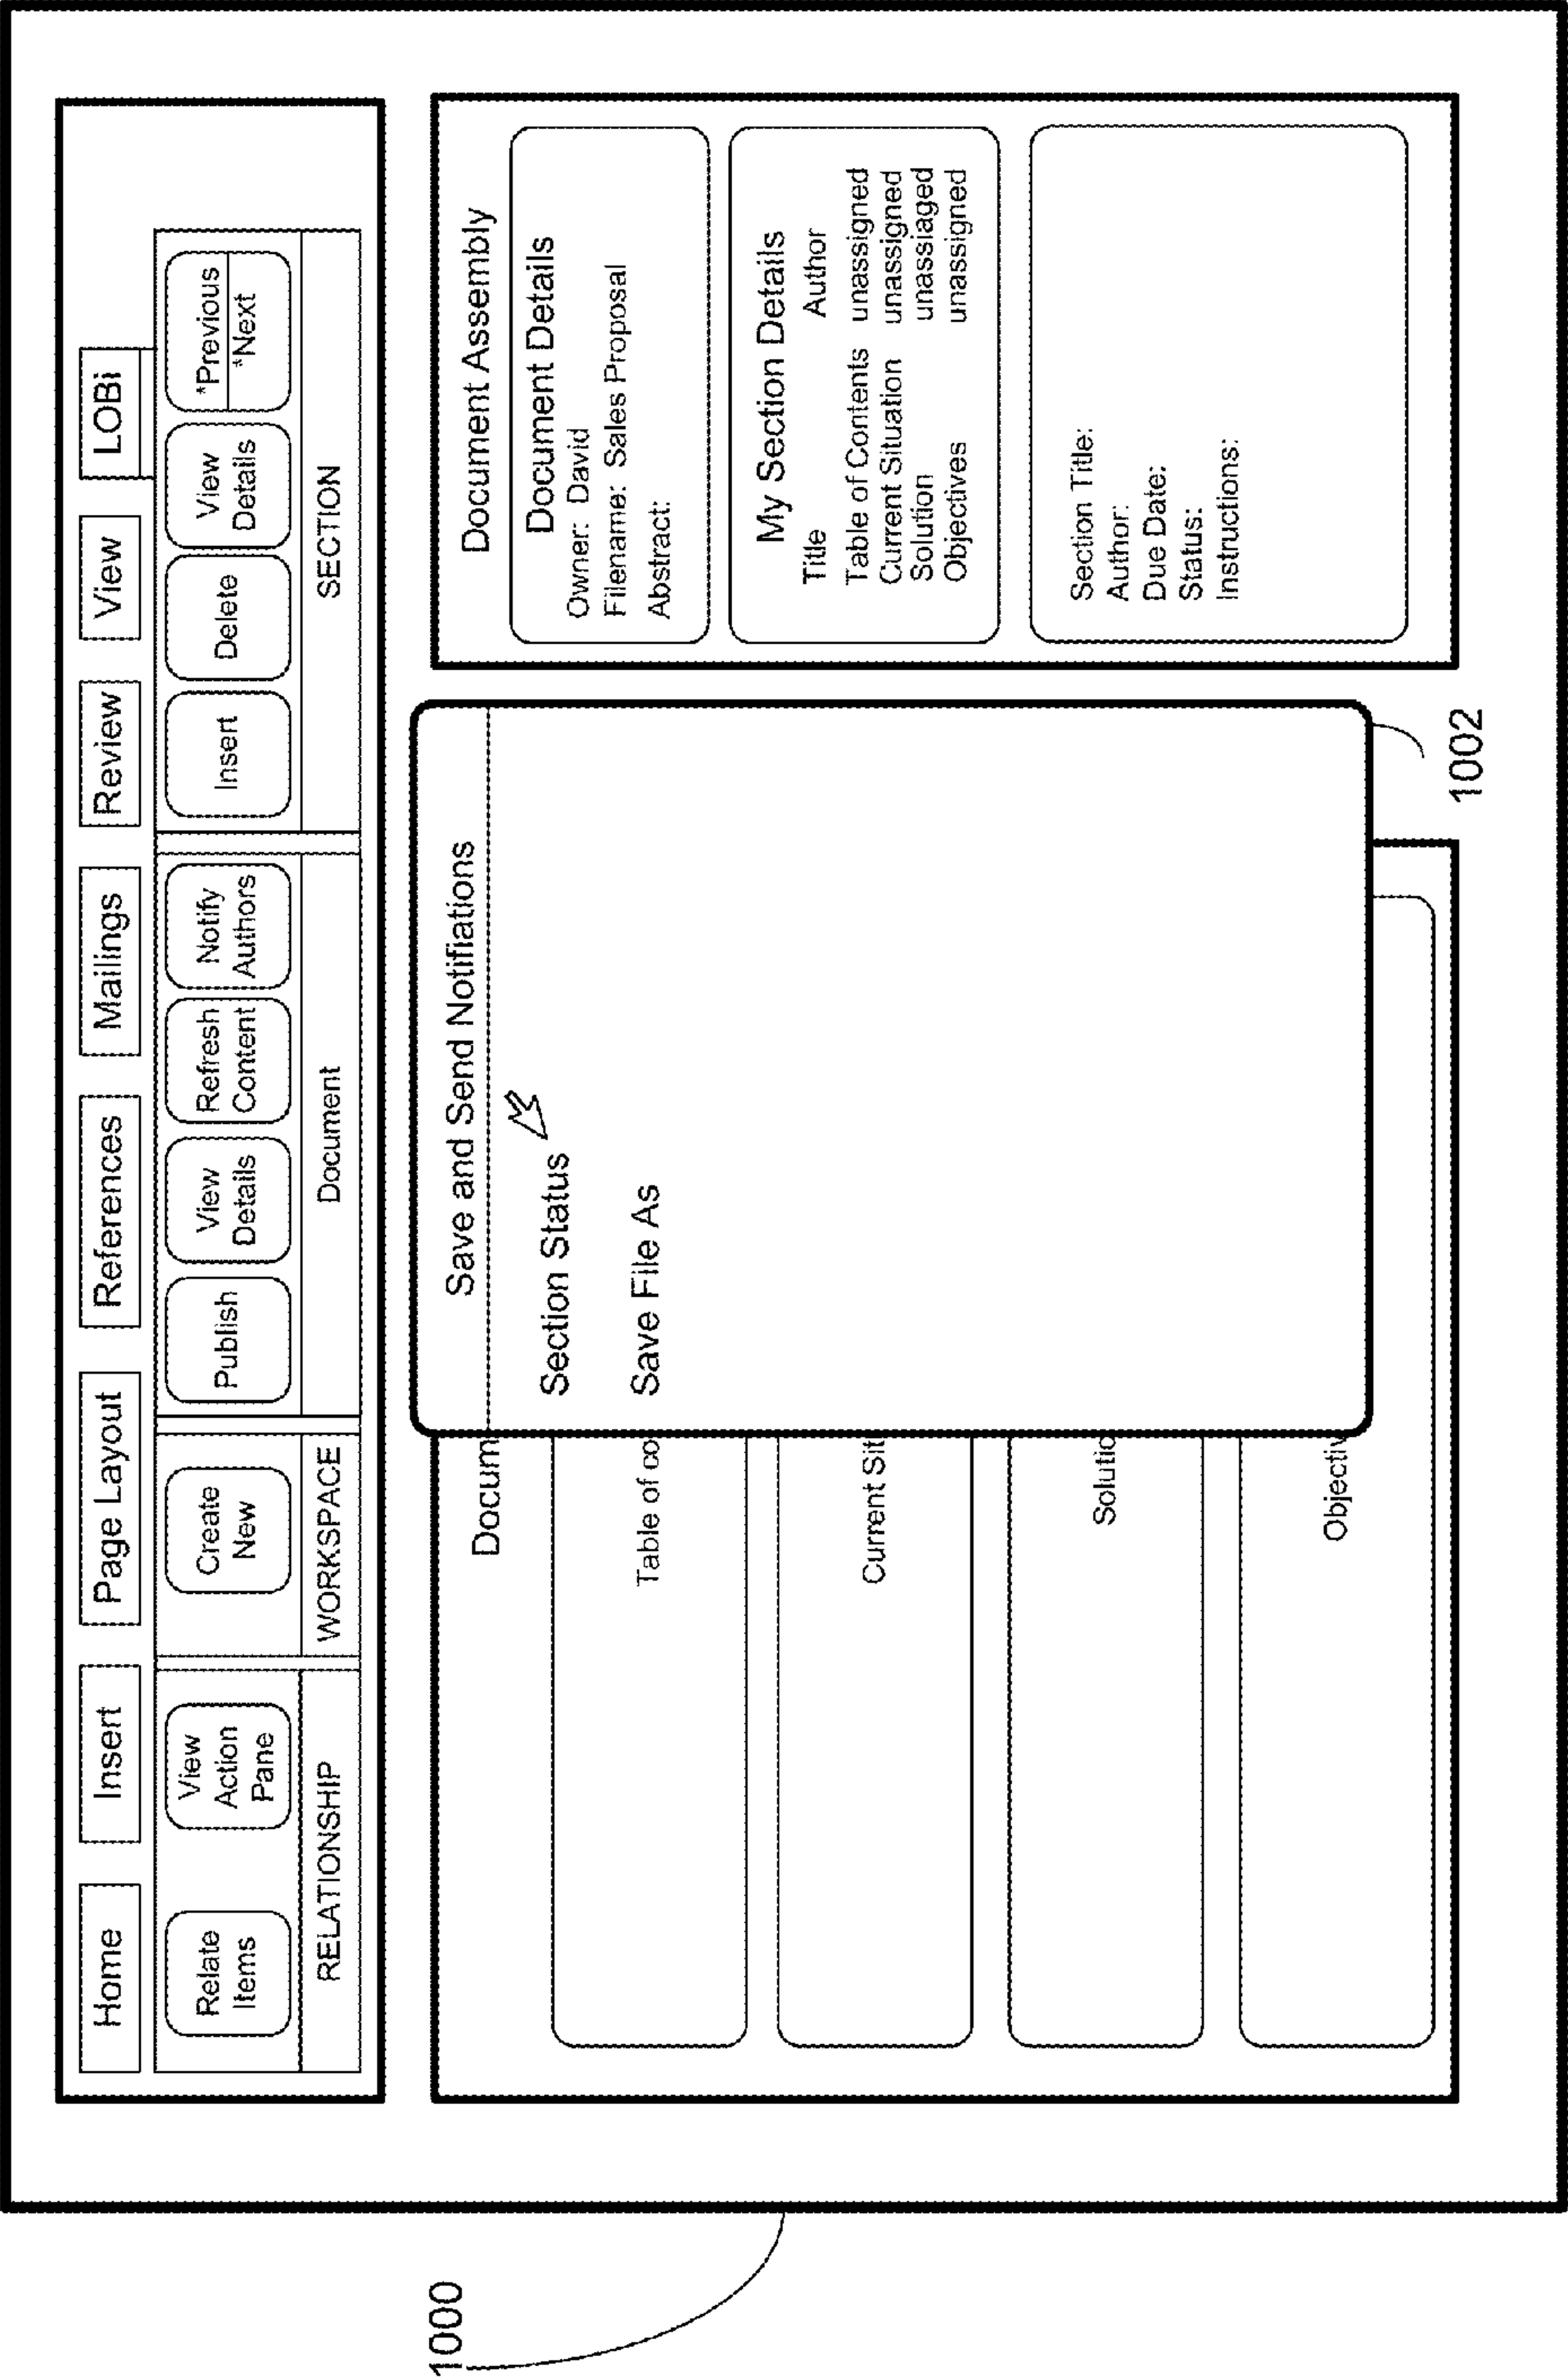 1000
Home
Insert
Page Layout
References
Mailings
Review
View
LOBi
Relate
Items
View
Action
Pane
RELATIONSHIP
Create
New
WORKSPACE
Publish
View
Details
Refresh
Content
Notify
Authors
Document
Insert
Delete
View
Details
*Previous
*Next
SECTION
Docum
Table of co
Current Sit
Solutio
Objectiv
Save and Send Notifiations
Section Status
Save File As
1002
Document Assembly
Document Details
Owner: David
Filename: Sales Proposal
Abstract:
My Section Details
Title Author
Table of Contents unassigned
Current Situation unassigned
Solution unassiaged
Objectives unassigned
Section Title:
Author:
Due Date:
Status:
Instructions: